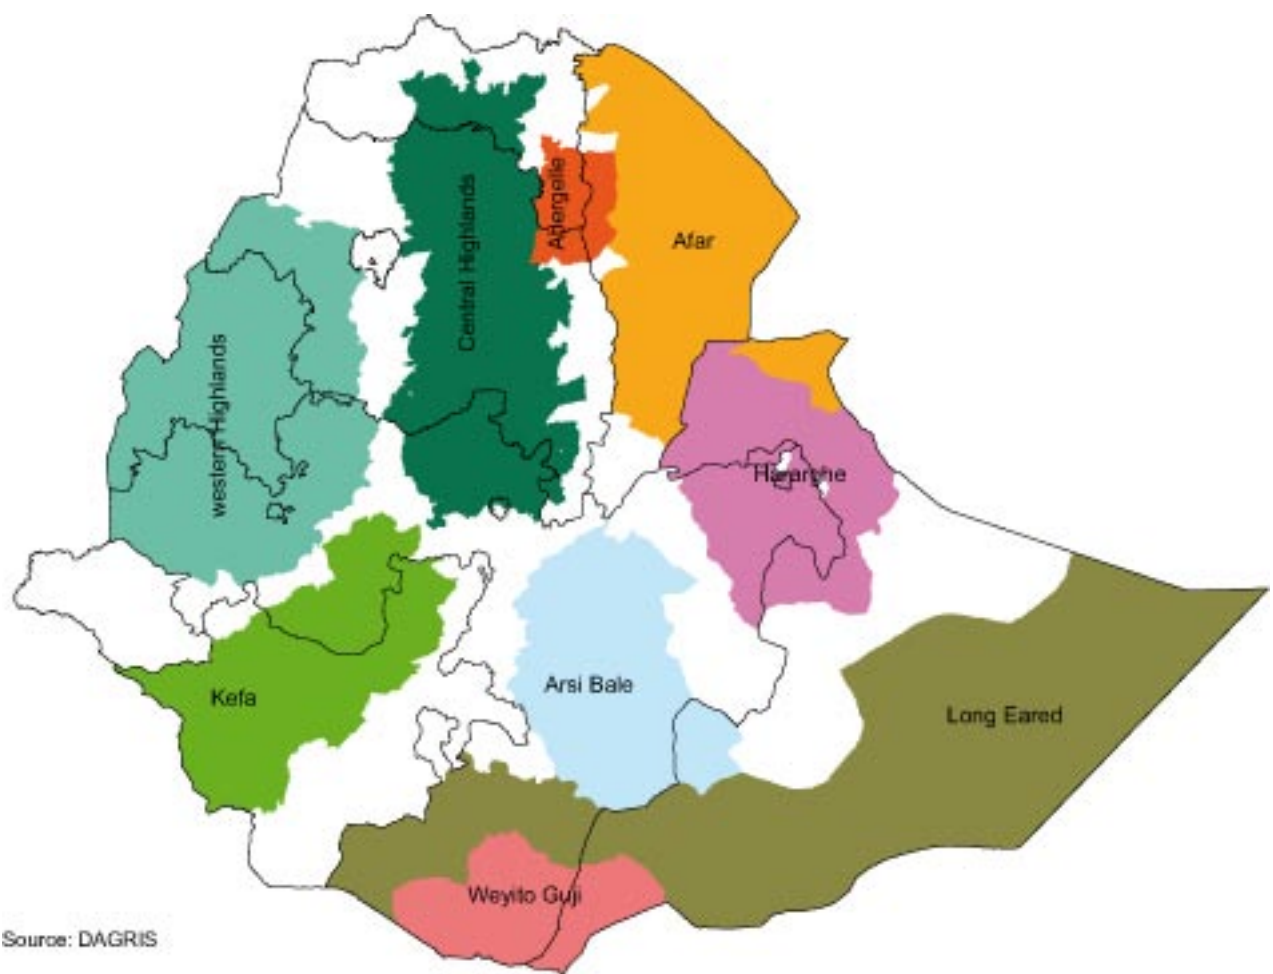 Abergelle
Afar
Central Highlands
western Highlands
Hararghe
Kefa
Arsi Bale
Long Eared
Weyito Guji
Source: DAGRIS